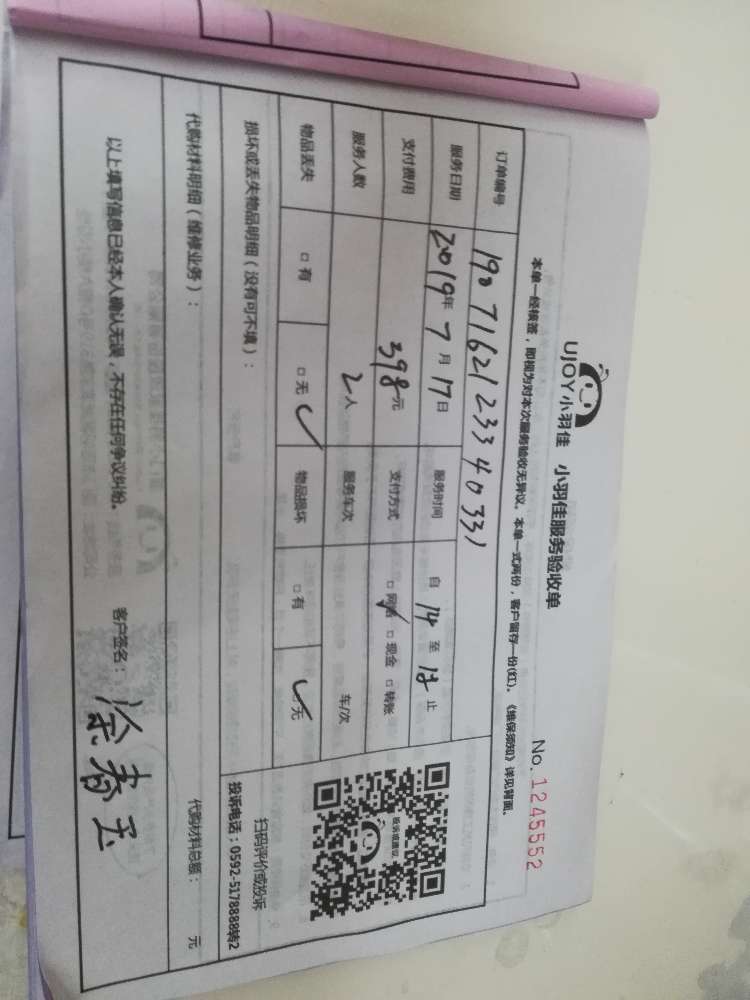 UJOY小羽佳 小羽佳服务验收单
No. 1245552
本单一经核签，即视为对本次服务验收无异议。本单一式两份，客户留存一份(红)。《维保须知》详见背面。
订单编号 1907162123340331
服务日期 2019年 7月 17日 服务时间 自 14 至 18 止
支付费用 398元 支付方式 □网络 ✓ □现金 □转账
服务人数 2人 服务车次 车/次
物品丢失 □有 □无 ✓ 物品损坏 □有 ✓无
投诉或建议
扫码评价或投诉
投诉电话：0592-5178888转2
损坏或丢失物品明细（没有可不填）：
代购材料明细（维修业务）： 代购材料总额： 元
以上填写信息已经本人确认无误，不存在任何争议纠纷。 客户签名：